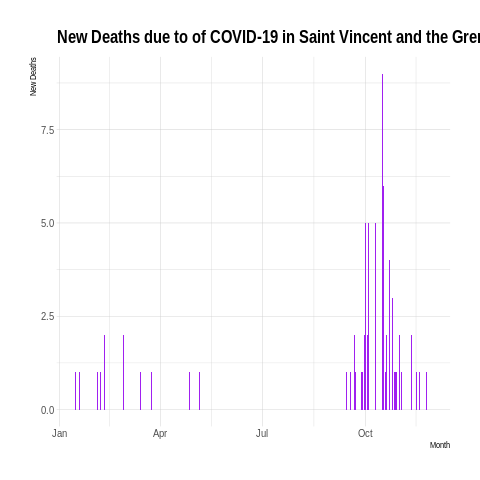 New Deaths due to of COVID-19 in Saint Vincent and the Gre
New Deaths
7.5
5.0
2.5
0.0
Jan Apr Jul Oct
Month